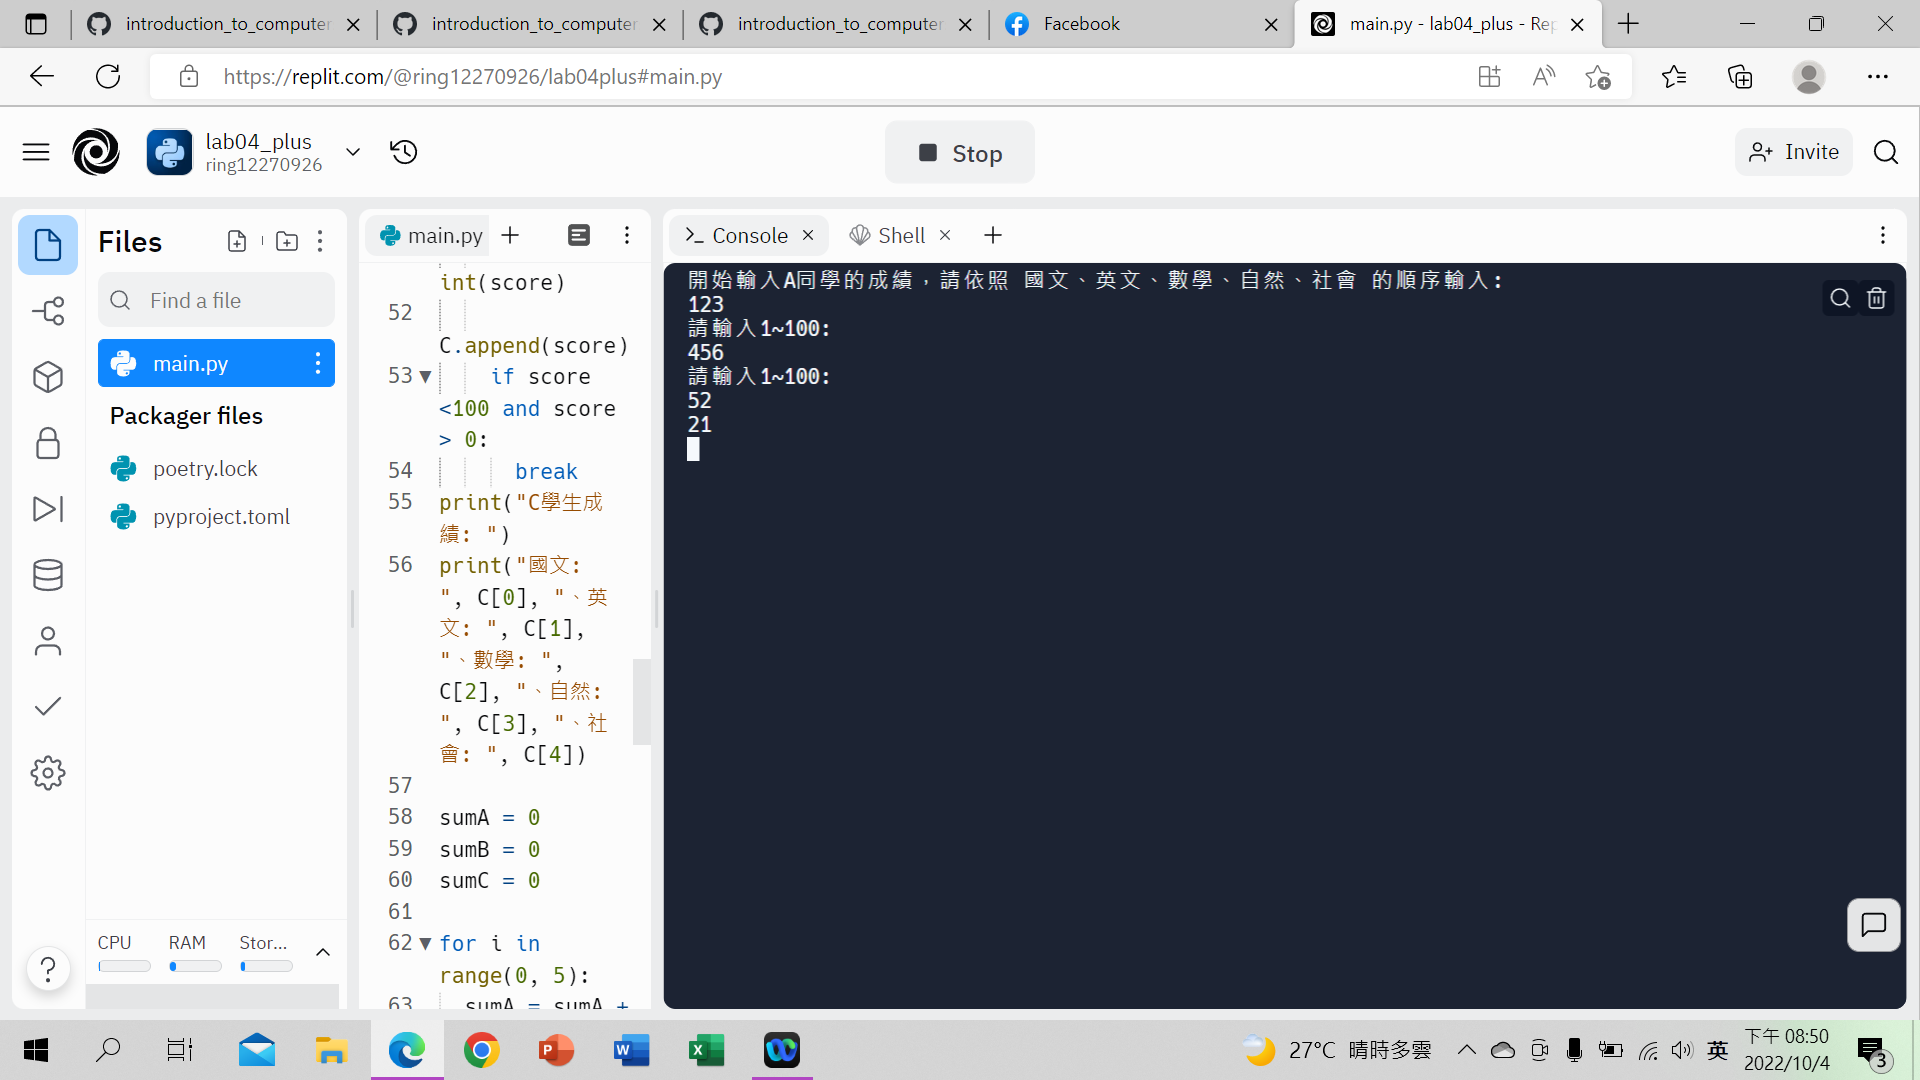 introduction_to_computer
introduction_to_computer
introduction_to_computer
Facebook
main.py - lab04_plus - Rep
https://replit.com/@ring12270926/lab04plus#main.py
lab04_plus
ring12270926
Stop
Invite
Files
Find a file
main.py
Packager files
poetry.lock
pyproject.toml
CPU
RAM
Stor...
main.py
int(score)
52
C.append(score)
53 if score
<100 and score
> 0:
54 break
55 print("C學生成
績: ")
56 print("國文:
", C[0], "、英
文: ", C[1],
"、數學: ",
C[2], "、自然:
", C[3], "、社
會: ", C[4])
57
58 sumA = 0
59 sumB = 0
60 sumC = 0
61
62 for i in
range(0, 5):
63 sumA = sumA +
Console
Shell
開始輸入A同學的成績，請依照 國文、英文、數學、自然、社會 的順序輸入:
123
請輸入1~100:
456
請輸入1~100:
52
21
27°C 晴時多雲
英
下午 08:50
2022/10/4
3